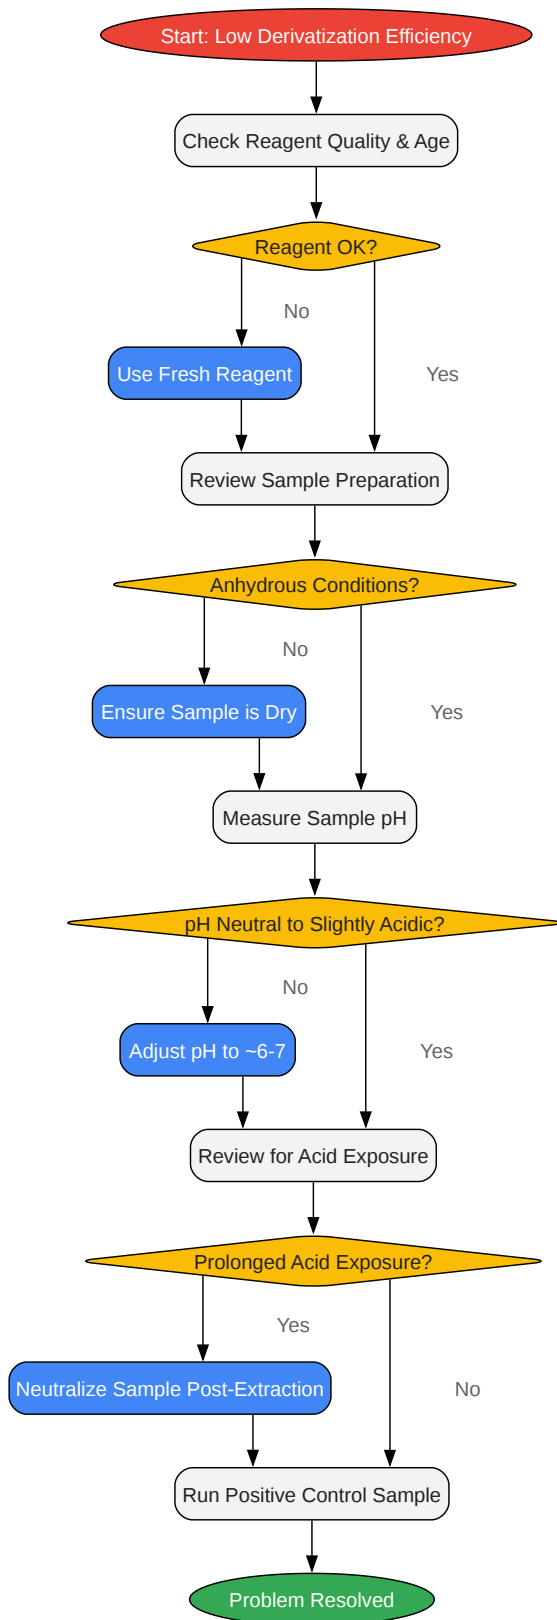 Start: Low Derivatization Efficiency
Check Reagent Quality & Age
Reagent OK?
No
Use Fresh Reagent
Yes
Review Sample Preparation
Anhydrous Conditions?
No
Ensure Sample is Dry
Yes
Measure Sample pH
pH Neutral to Slightly Acidic?
No
Adjust pH to ~6-7
Yes
Review for Acid Exposure
Prolonged Acid Exposure?
Yes
Neutralize Sample Post-Extraction
No
Run Positive Control Sample
Problem Resolved